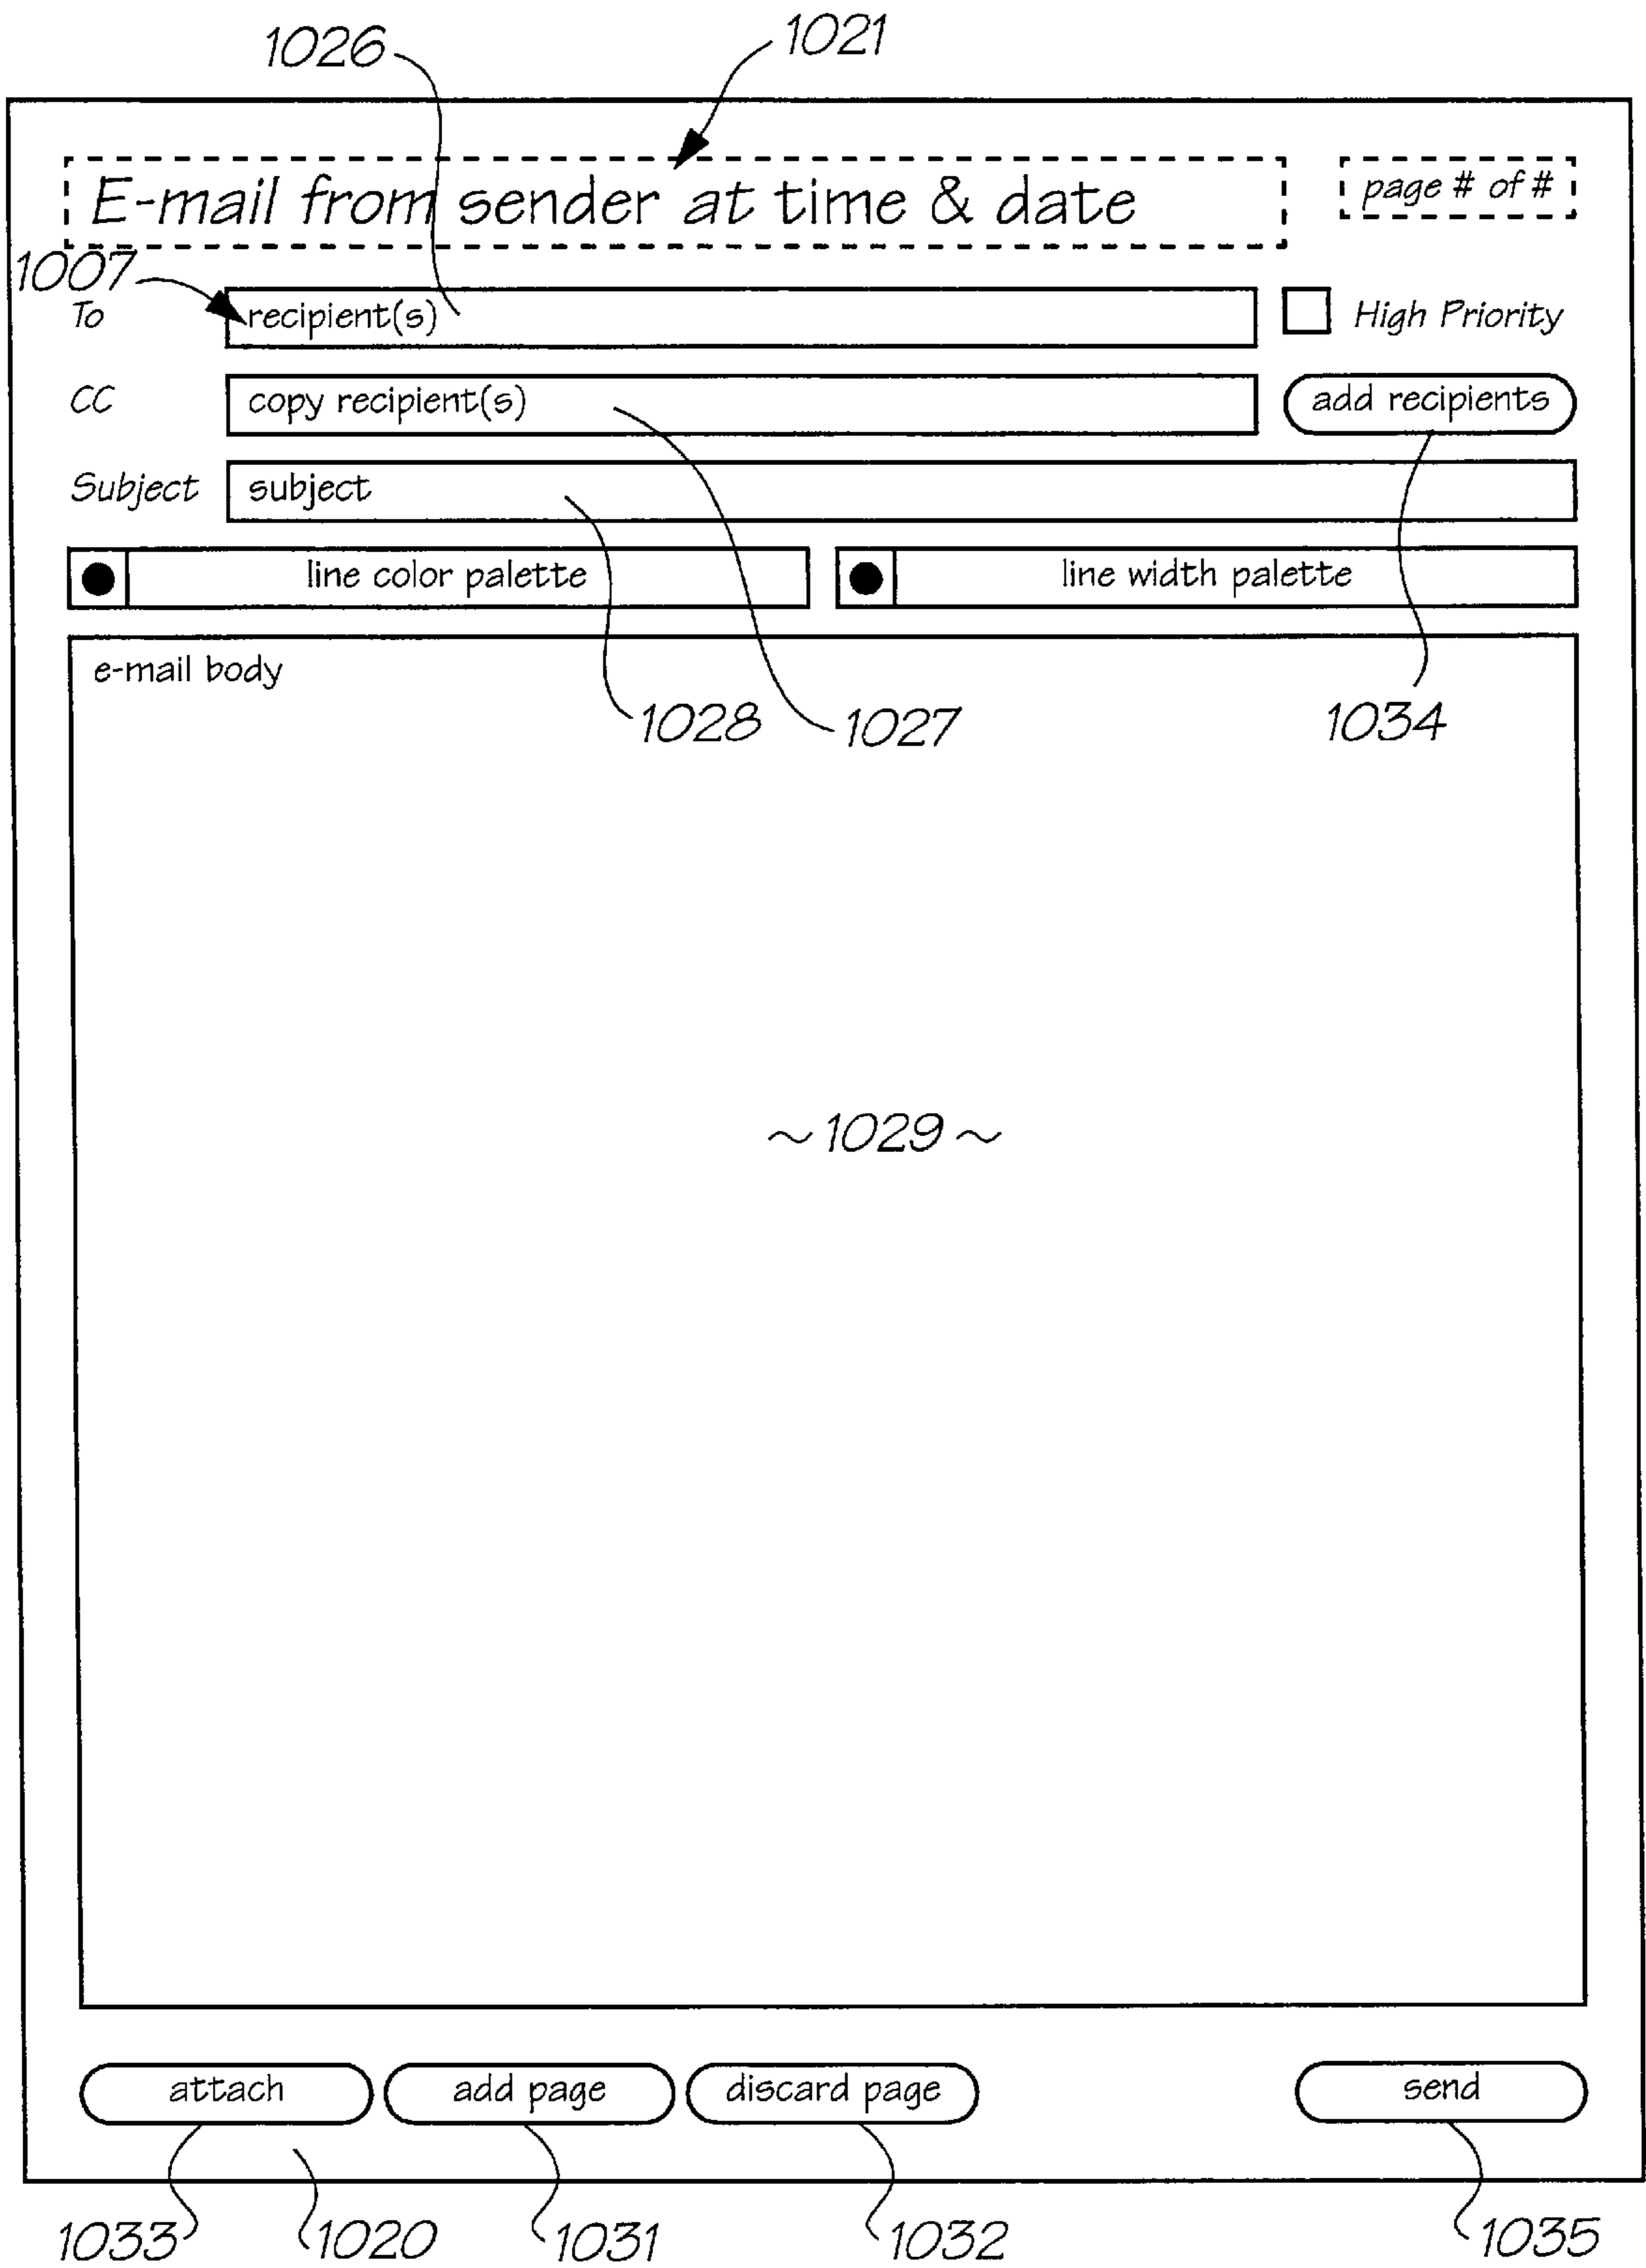 1026 1021
E-mail from sender at time & date page # of #
1007
To recipient(s) High Priority
CC copy recipient(s) add recipients
Subject subject
line color palette line width palette
e-mail body
1028 1027 1034
~1029~
attach add page discard page send
1033 1020 1031 1032 1035